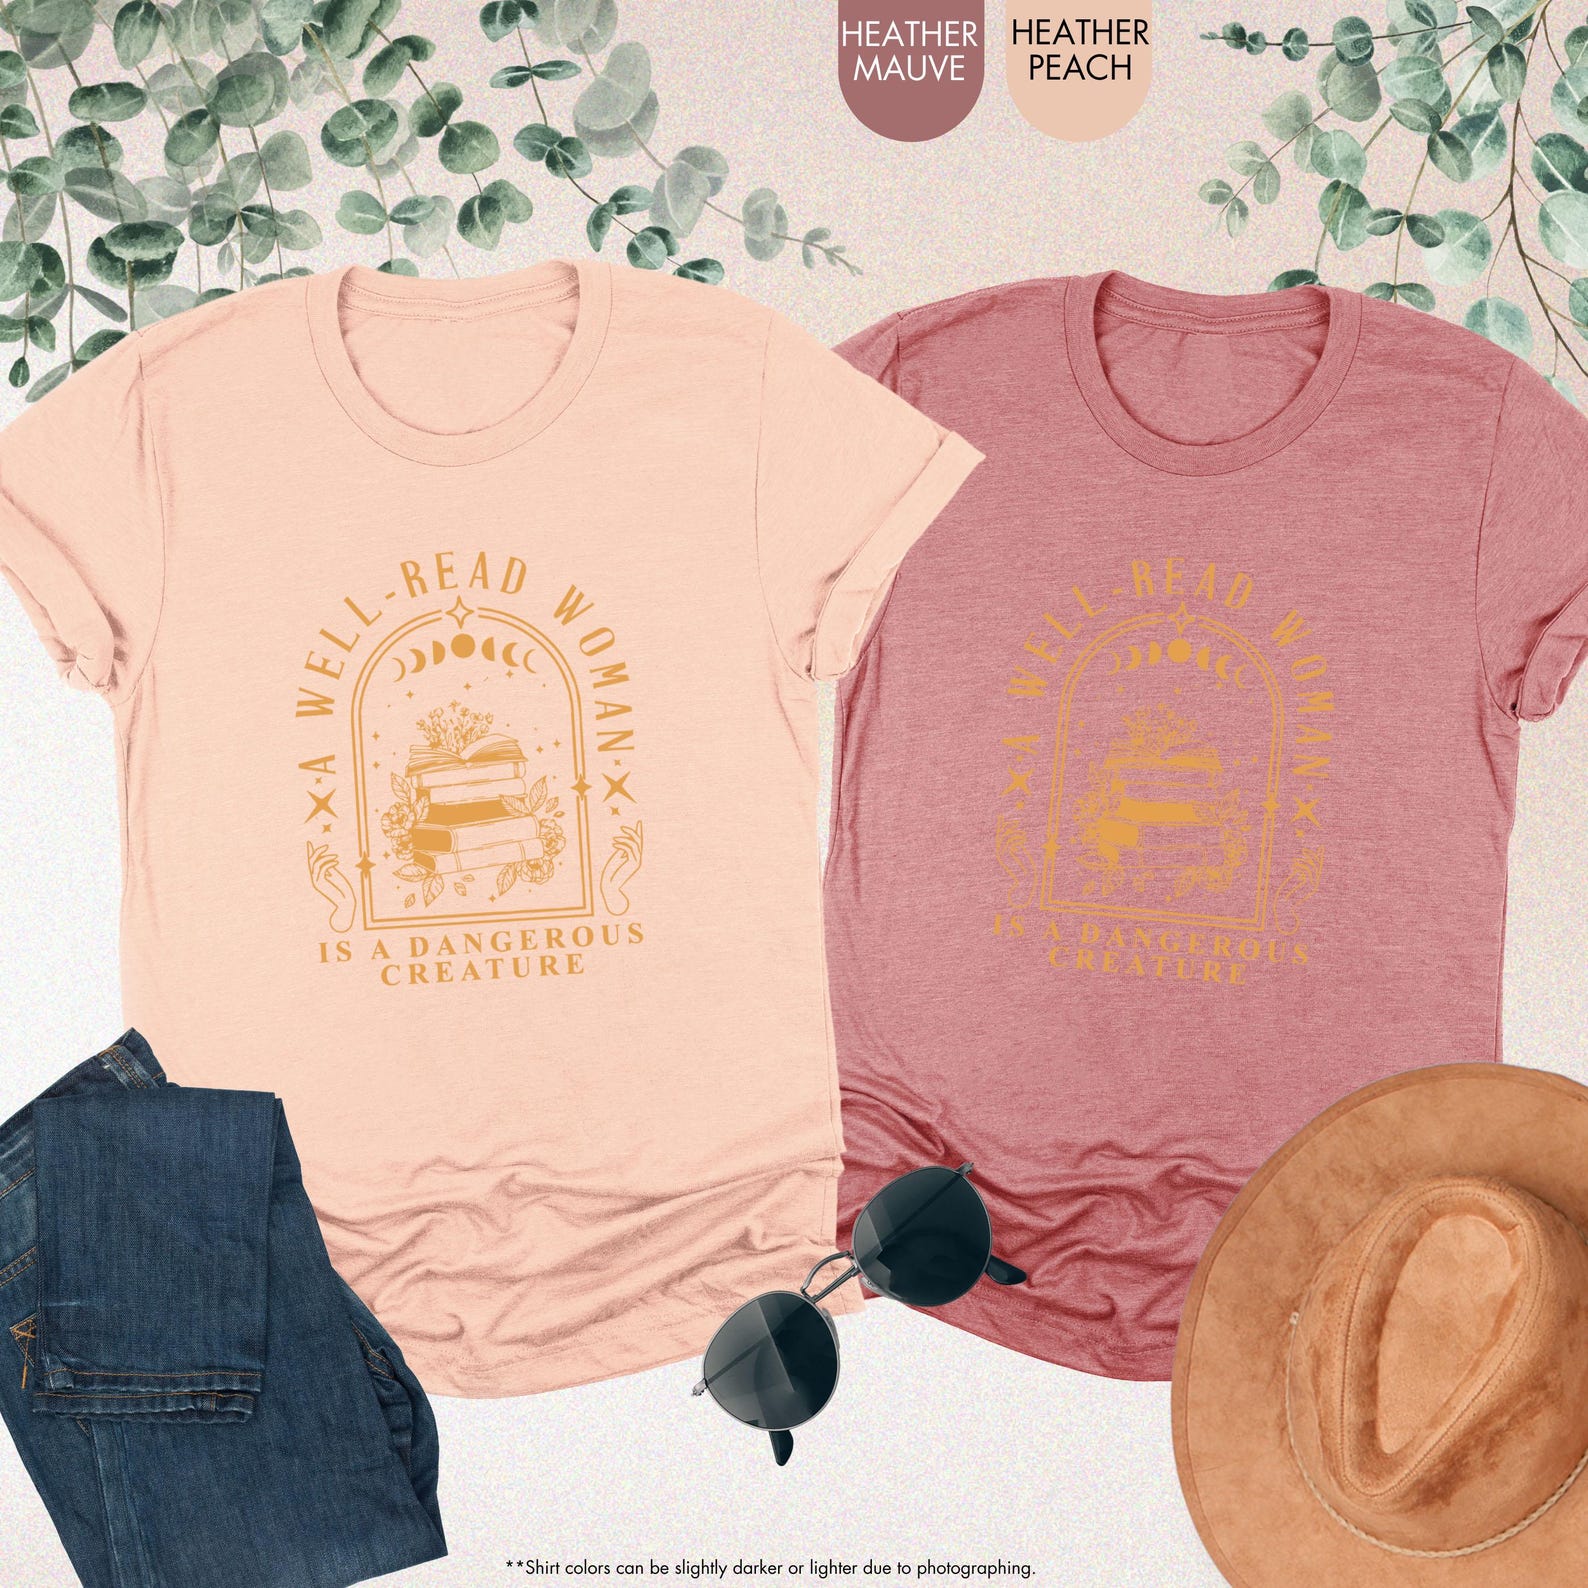 HEATHER
MAUVE
HEATHER
PEACH
A WELL-READ WOMAN
IS A DANGEROUS
CREATURE
A WELL-READ WOMAN
IS A DANGEROUS
CREATURE
**Shirt colors can be slightly darker or lighter due to photographing.